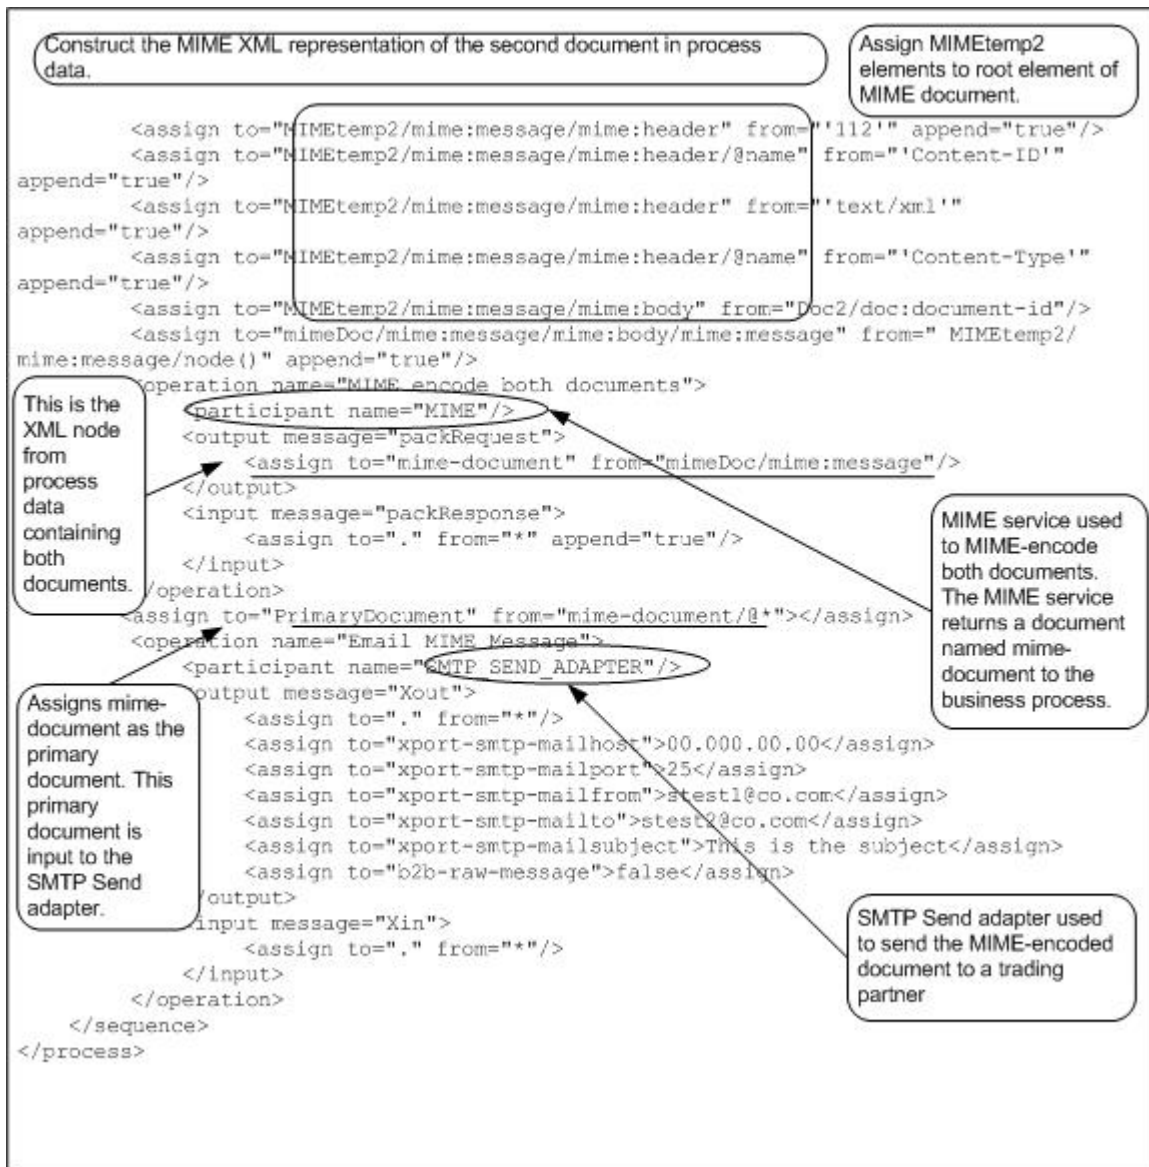 Construct the MIME XML representation of the second document in process
data.
Assign MIMEtemp2
elements to root element of
MIME document.
<assign to="MIMEtemp2/mime:message/mime:header" from="'112'" append="true"/>
<assign to="MIMEtemp2/mime:message/mime:header/@name" from="'Content-ID'"
append="true"/>
<assign to="MIMEtemp2/mime:message/mime:header" from="'text/xml'"
append="true"/>
<assign to="MIMEtemp2/mime:message/mime:header/@name" from="'Content-Type'"
append="true"/>
<assign to="MIMEtemp2/mime:message/mime:body" from="Doc2/doc:document-id"/>
<assign to="mimeDoc/mime:message/mime:body/mime:message" from=" MIMEtemp2/
mime:message/node()" append="true"/>
<operation name="MIME encode both documents">
<participant name="MIME"/>
<output message="packRequest">
<assign to="mime-document" from="mimeDoc/mime:message"/>
</output>
<input message="packResponse">
<assign to="." from="*" append="true"/>
</input>
</operation>
<assign to="PrimaryDocument" from="mime-document/@*"></assign>
<operation name="Email MIME Message">
<participant name="SMTP_SEND_ADAPTER"/>
<output message="Xout">
<assign to="." from="*"/>
<assign to="xport-smtp-mailhost">00.000.00.00</assign>
<assign to="xport-smtp-mailport">25</assign>
<assign to="xport-smtp-mailfrom">stest1@co.com</assign>
<assign to="xport-smtp-mailto">stest2@co.com</assign>
<assign to="xport-smtp-mailsubject">This is the subject</assign>
<assign to="b2b-raw-message">false</assign>
</output>
<input message="Xin">
<assign to="." from="*"/>
</input>
</operation>
</sequence>
</process>
This is the
XML node
from
process
data
containing
both
documents.
MIME service used
to MIME-encode
both documents.
The MIME service
returns a document
named mime-
document to the
business process.
Assigns mime-
document as the
primary
document. This
primary
document is
input to the
SMTP Send
adapter.
SMTP Send adapter used
to send the MIME-encoded
document to a trading
partner